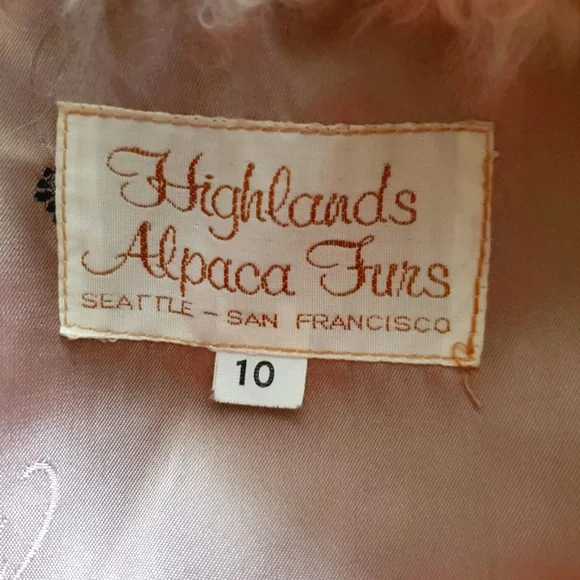 Highlands
Alpaca Furs
SEATTLE - SAN FRANCISCO
10